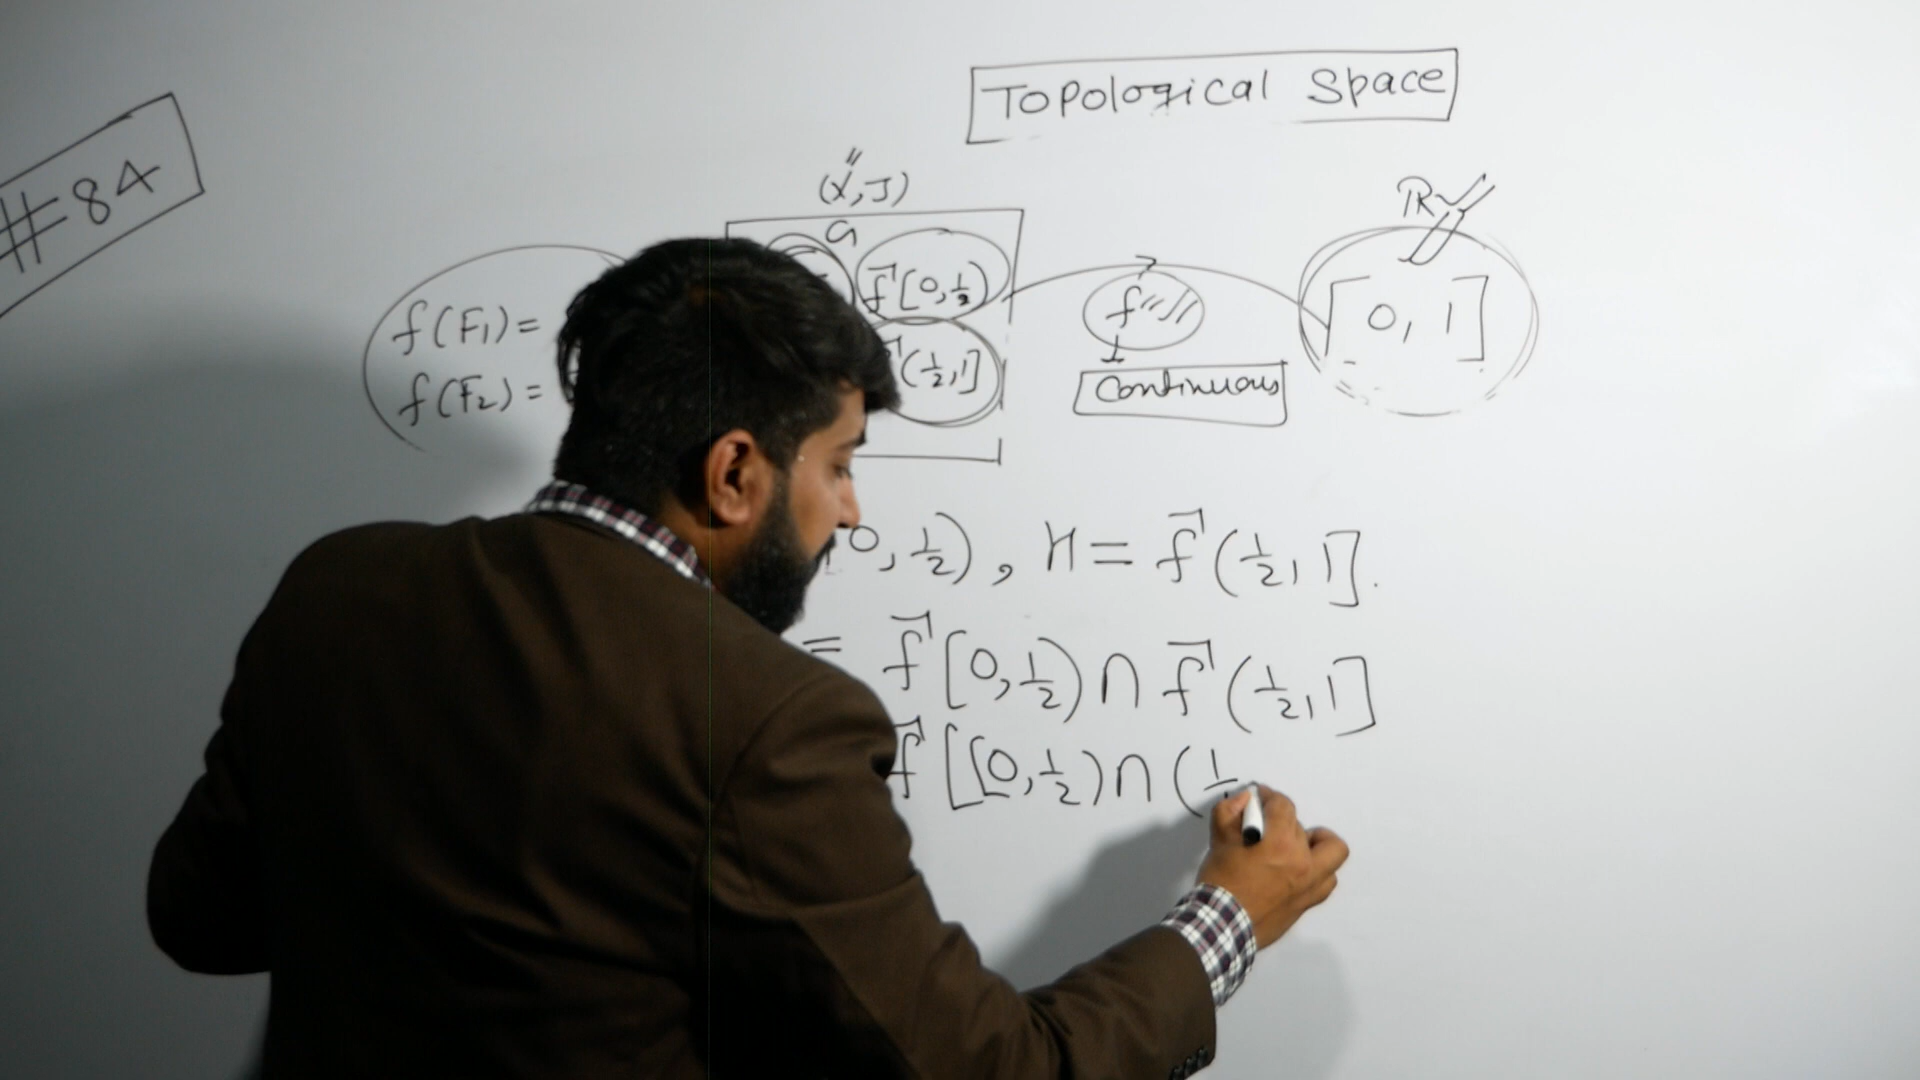 Topological Space
#84
(X, J)
G
f⁻¹[0, 1/2)
f⁻¹(1/2, 1]
f
Continuous
IR
[0, 1]
f(F₁) =
f(F₂) =
0, 1/2), H = f⁻¹(1/2, 1].
= f⁻¹[0, 1/2) ∩ f⁻¹(1/2, 1]
f⁻¹[[0, 1/2) ∩ (1